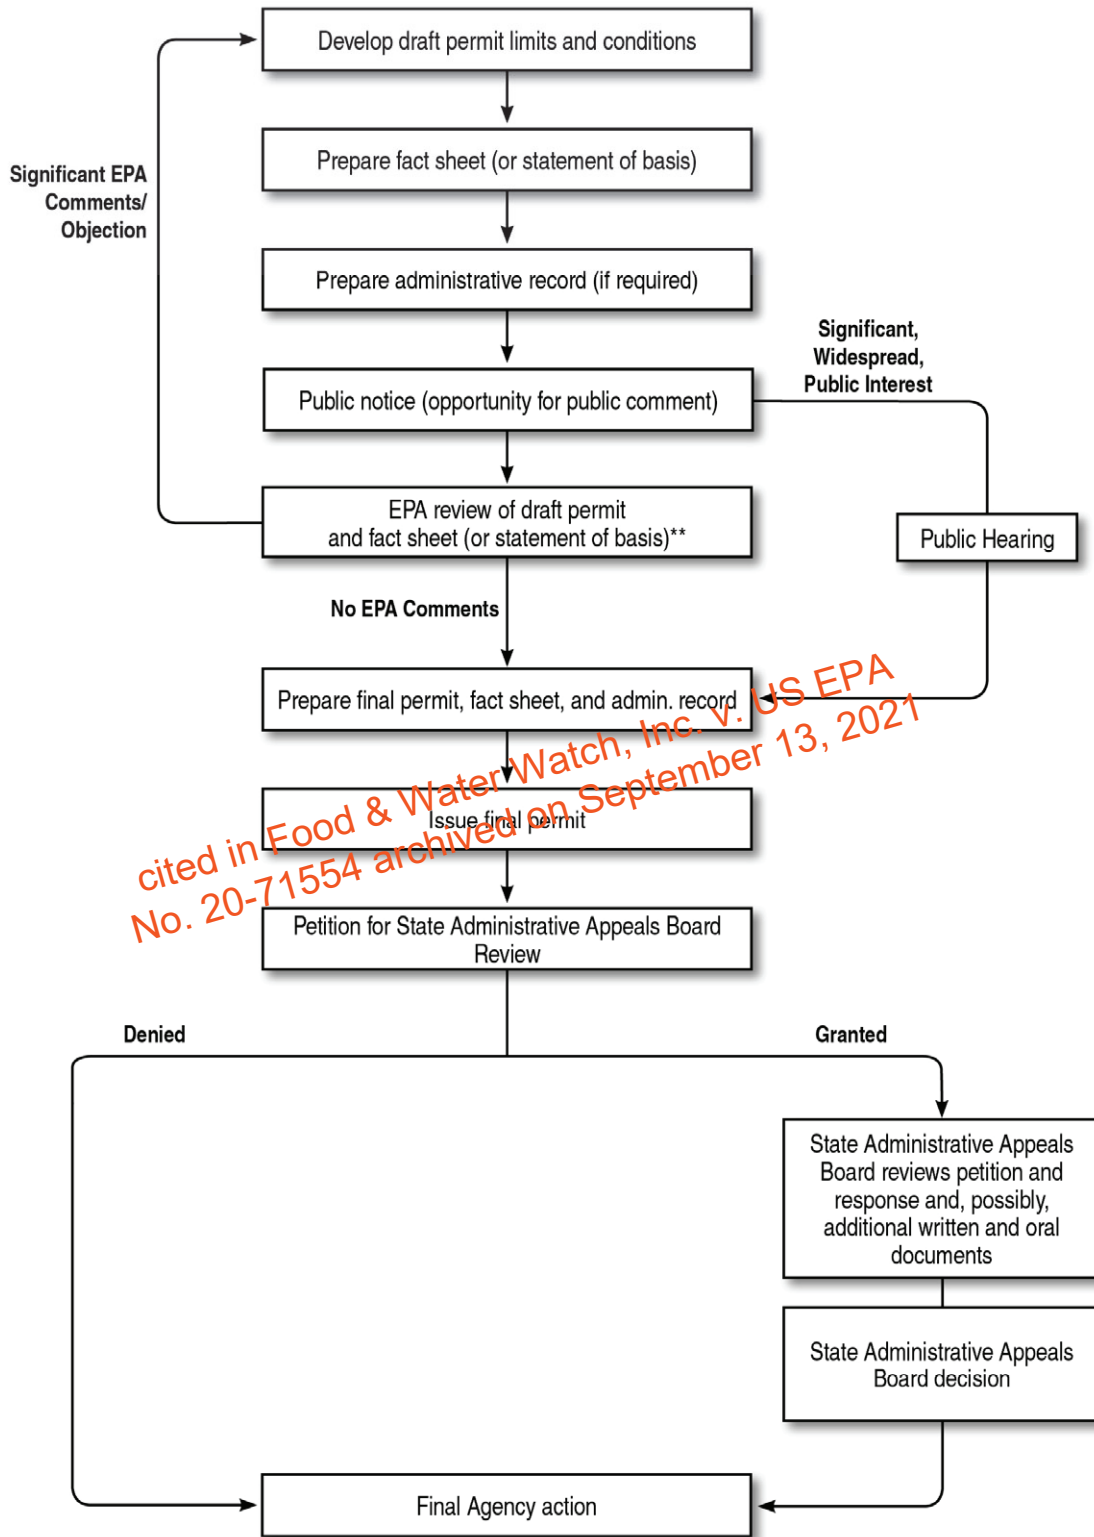 Develop draft permit limits and conditions
Prepare fact sheet (or statement of basis)
Significant EPA
Comments/
Objection
Prepare administrative record (if required)
Significant,
Widespread,
Public Interest
Public notice (opportunity for public comment)
EPA review of draft permit
and fact sheet (or statement of basis)**
Public Hearing
No EPA Comments
Prepare final permit, fact sheet, and admin. record
Issue final permit
cited in Food & Water Watch, Inc. v. US EPA
No. 20-71554 archived on September 13, 2021
Petition for State Administrative Appeals Board
Review
Denied
Granted
State Administrative Appeals
Board reviews petition and
response and, possibly,
additional written and oral
documents
State Administrative Appeals
Board decision
Final Agency action